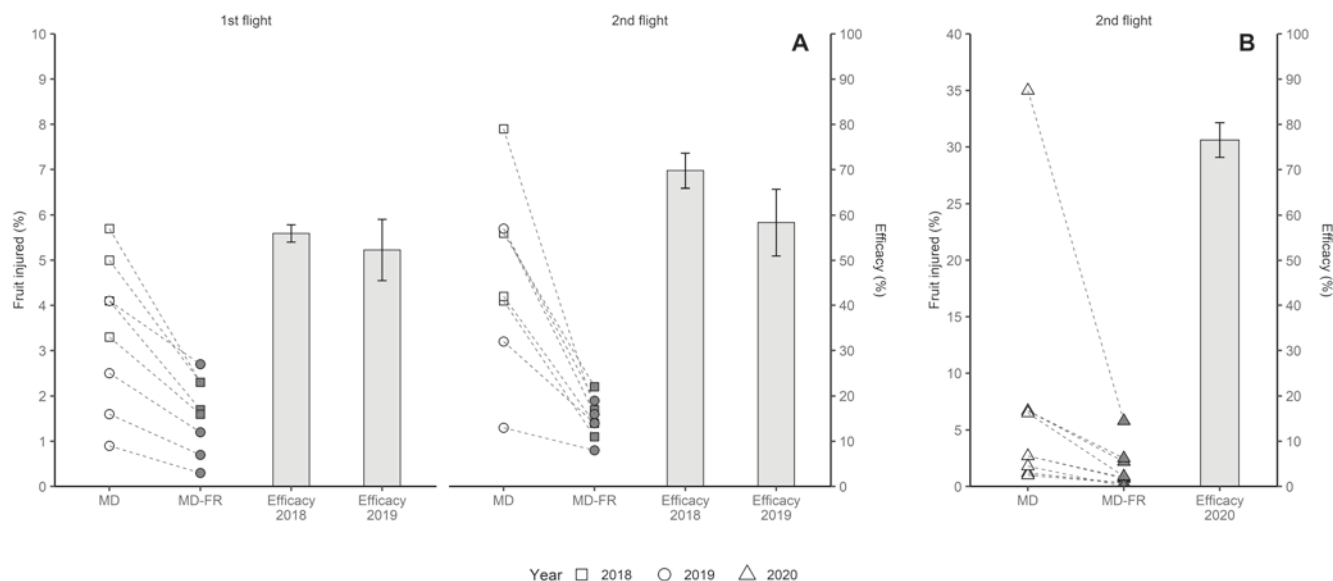 1st flight
2nd flight
A
2nd flight
B
Fruit injured (%)
10
9
8
7
6
5
4
3
2
1
0
MD
MD-FR
Efficacy
2018
Efficacy
2019
MD
MD-FR
Efficacy
2018
Efficacy
2019
100
90
80
70
60
50
40
30
20
10
0
Efficacy (%)
Fruit injured (%)
40
35
30
25
20
15
10
5
0
MD
MD-FR
Efficacy
2020
100
90
80
70
60
50
40
30
20
10
0
Efficacy (%)
Year 2018 2019 2020